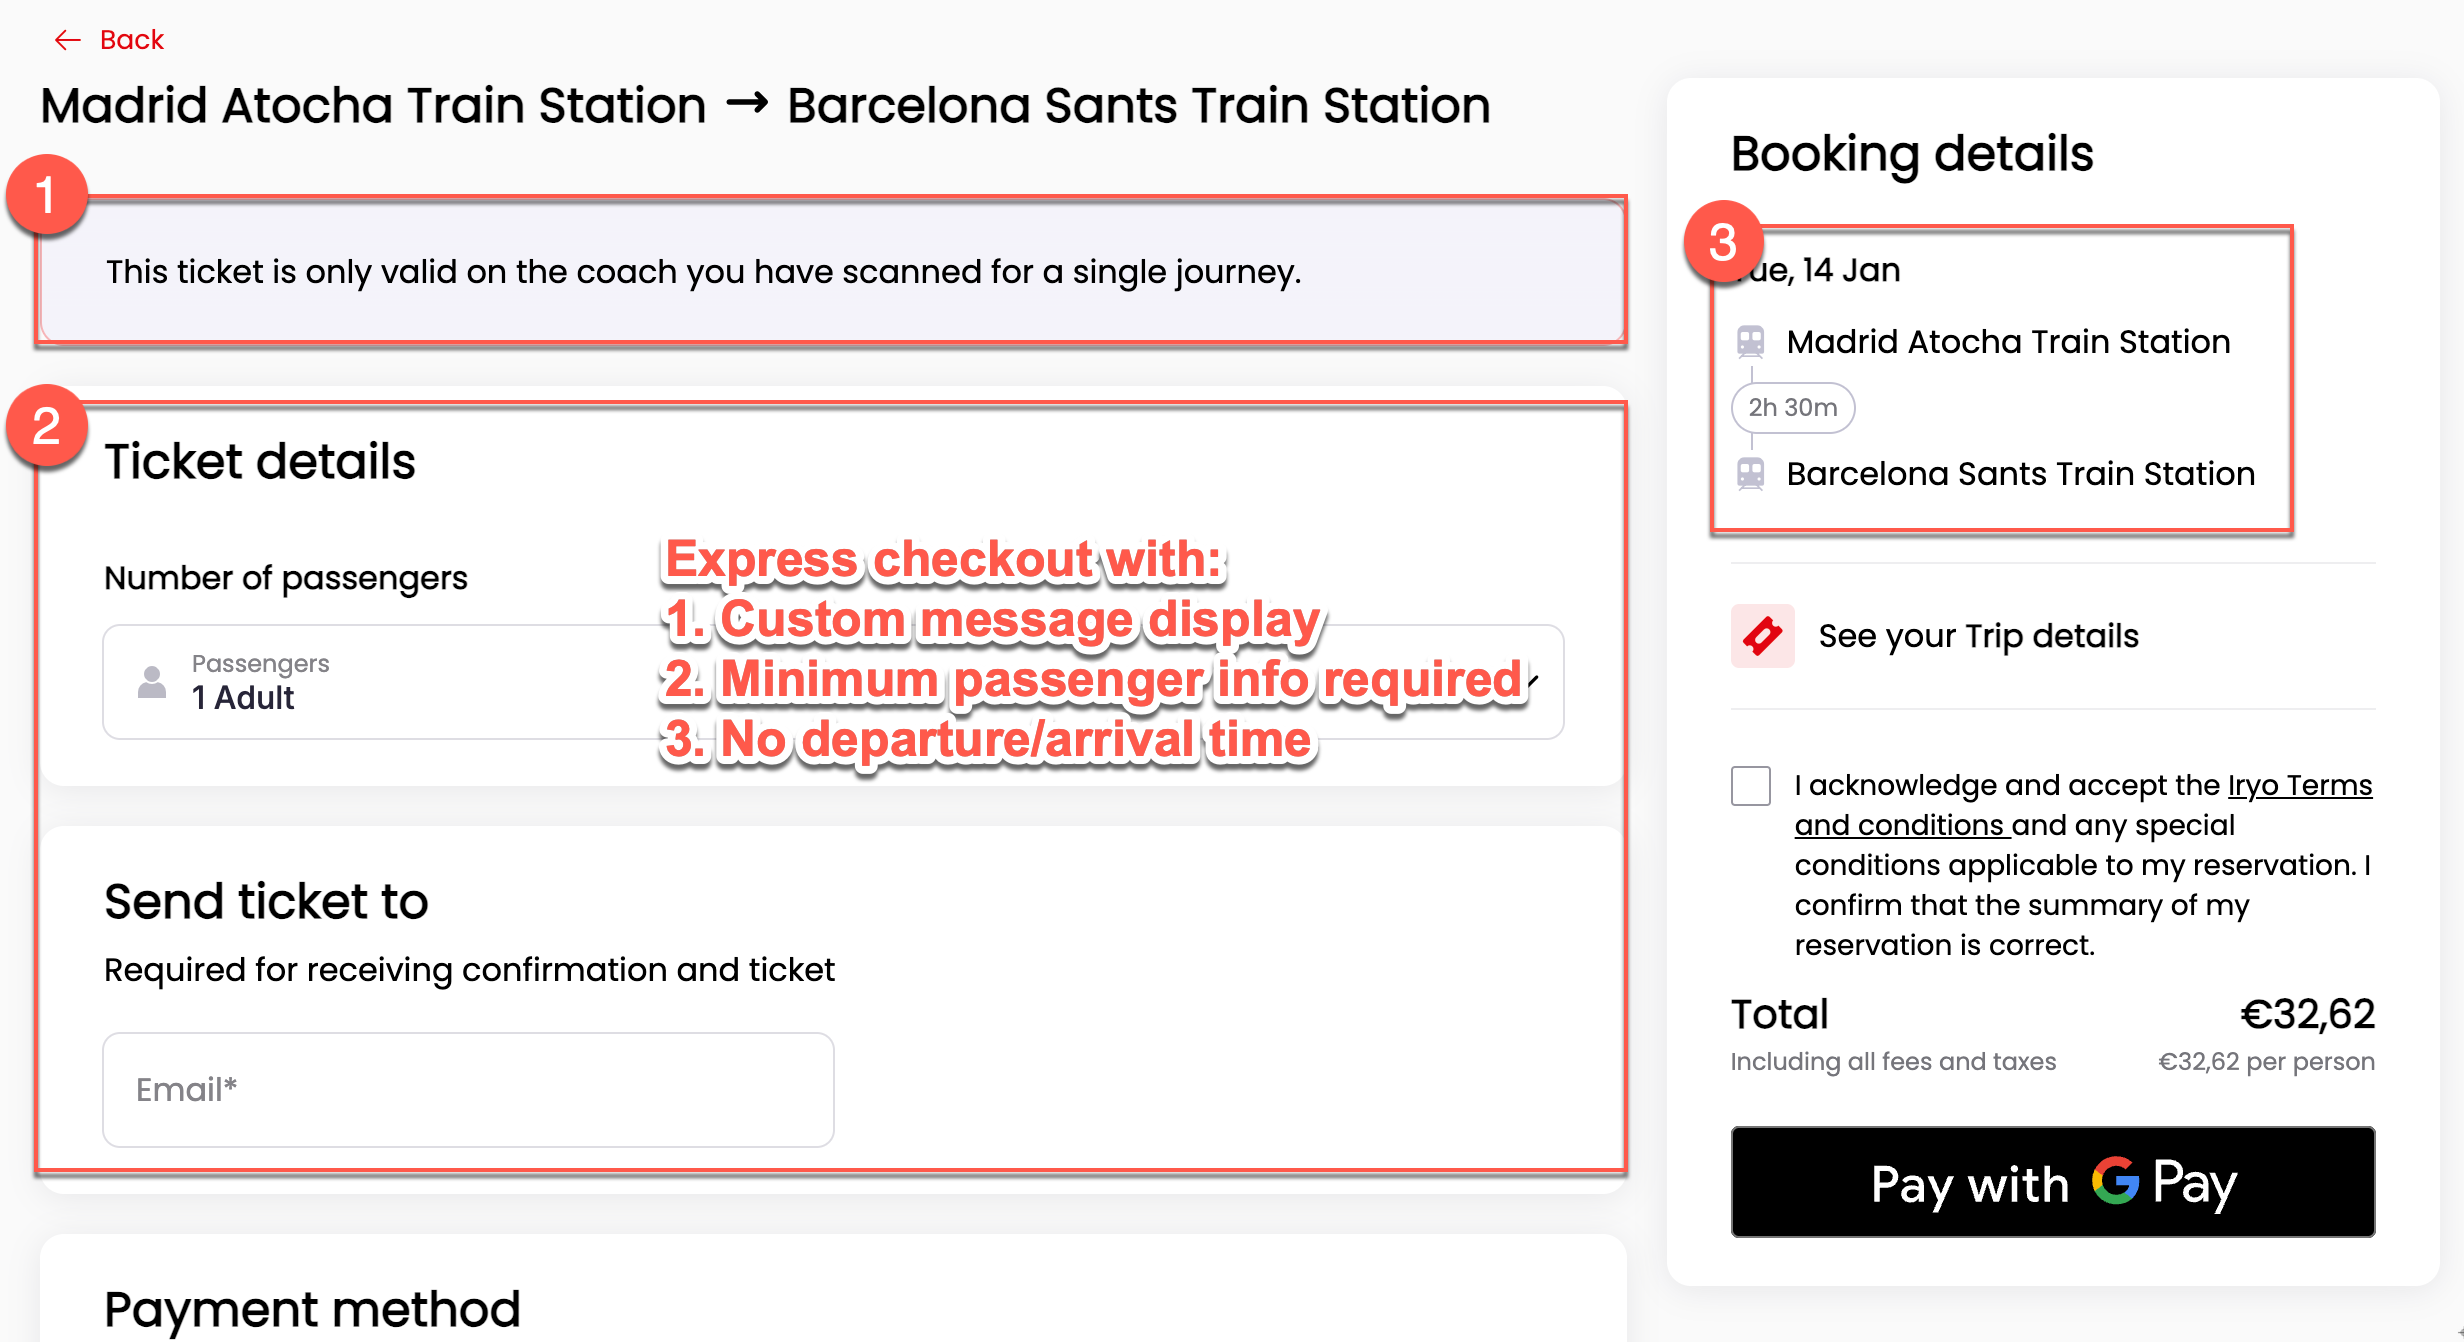 Back
Madrid Atocha Train Station → Barcelona Sants Train Station
1
This ticket is only valid on the coach you have scanned for a single journey.
2
Ticket details
Number of passengers
Passengers
1 Adult
Express checkout with:
1. Custom message display
2. Minimum passenger info required
3. No departure/arrival time
Send ticket to
Required for receiving confirmation and ticket
Email*
Payment method
Booking details
3
Tue, 14 Jan
Madrid Atocha Train Station
2h 30m
Barcelona Sants Train Station
See your Trip details
I acknowledge and accept the Iryo Terms
and conditions and any special
conditions applicable to my reservation. I
confirm that the summary of my
reservation is correct.
Total €32,62
Including all fees and taxes €32,62 per person
Pay with G Pay